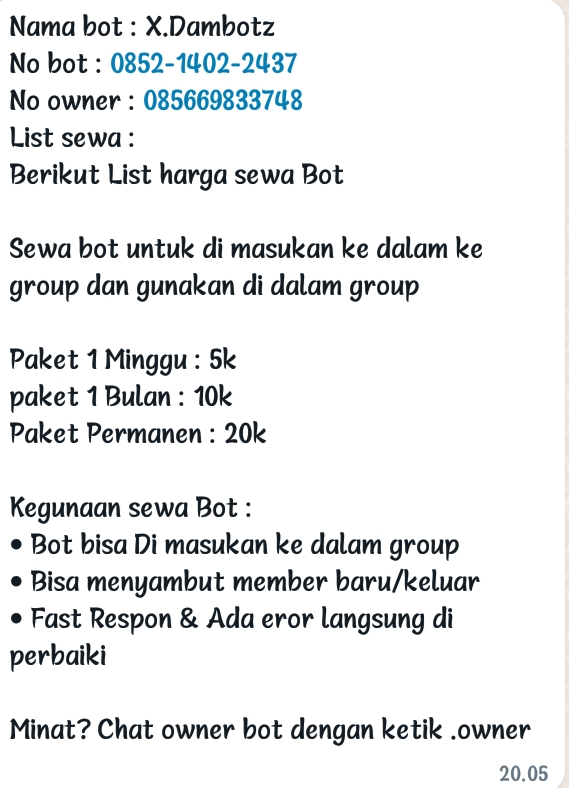 Nama bot : X.Dambotz
No bot : 0852-1402-2437
No owner : 085669833748
List sewa :
Berikut List harga sewa Bot
Sewa bot untuk di masukan ke dalam ke
group dan gunakan di dalam group
Paket 1 Minggu : 5k
paket 1 Bulan : 10k
Paket Permanen : 20k
Kegunaan sewa Bot :
• Bot bisa Di masukan ke dalam group
• Bisa menyambut member baru/keluar
• Fast Respon & Ada eror langsung di
perbaiki
Minat? Chat owner bot dengan ketik .owner
20.05